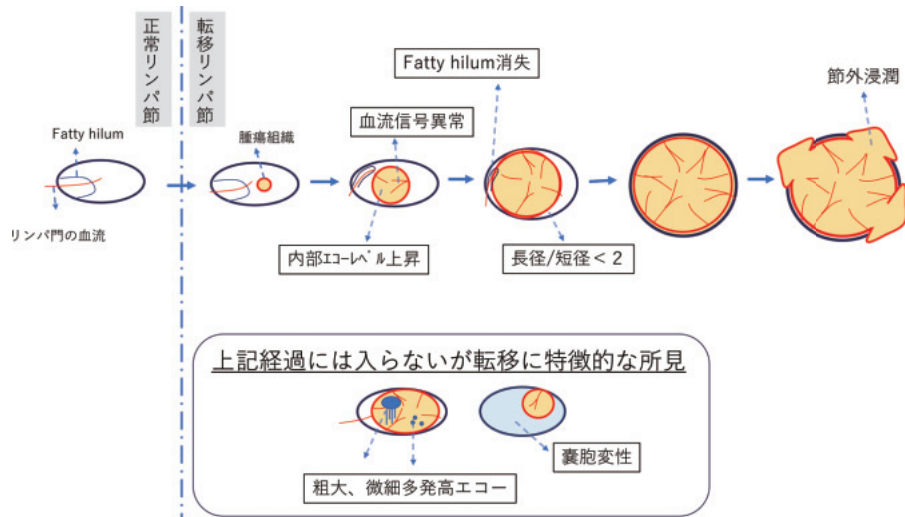 正常リンパ節
転移リンパ節
Fatty hilum
リンパ門の血流
腫瘍組織
血流信号異常
内部ｴｺｰﾚﾍﾞﾙ上昇
Fatty hilum消失
長径/短径＜2
節外浸潤
上記経過には入らないが転移に特徴的な所見
粗大、微細多発高エコー
嚢胞変性